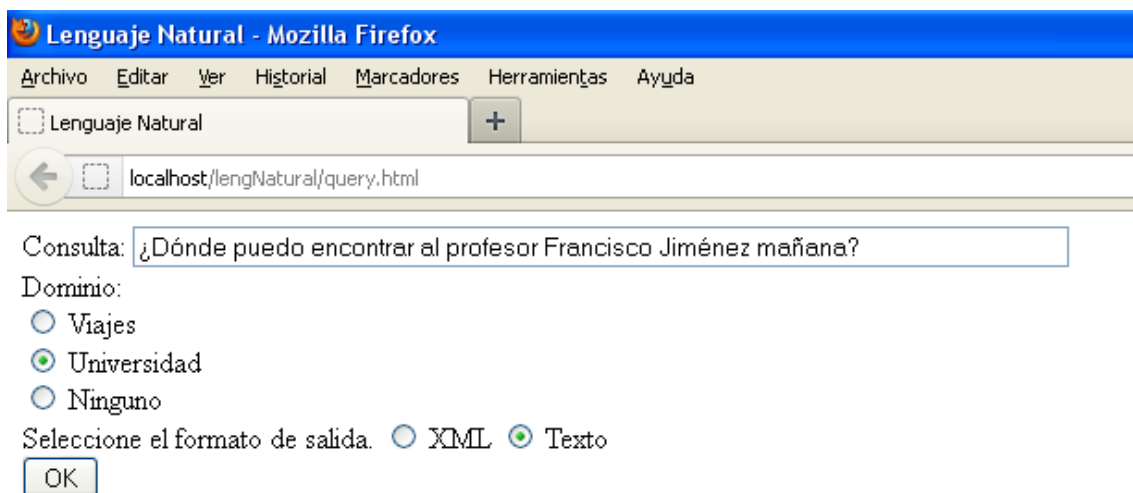 Lenguaje Natural - Mozilla Firefox
Archivo Editar Ver Historial Marcadores Herramientas Ayuda
Lenguaje Natural +
localhost/lengNatural/query.html
Consulta: ¿Dónde puedo encontrar al profesor Francisco Jiménez mañana?
Dominio:
Viajes
Universidad
Ninguno
Seleccione el formato de salida. XML Texto
OK